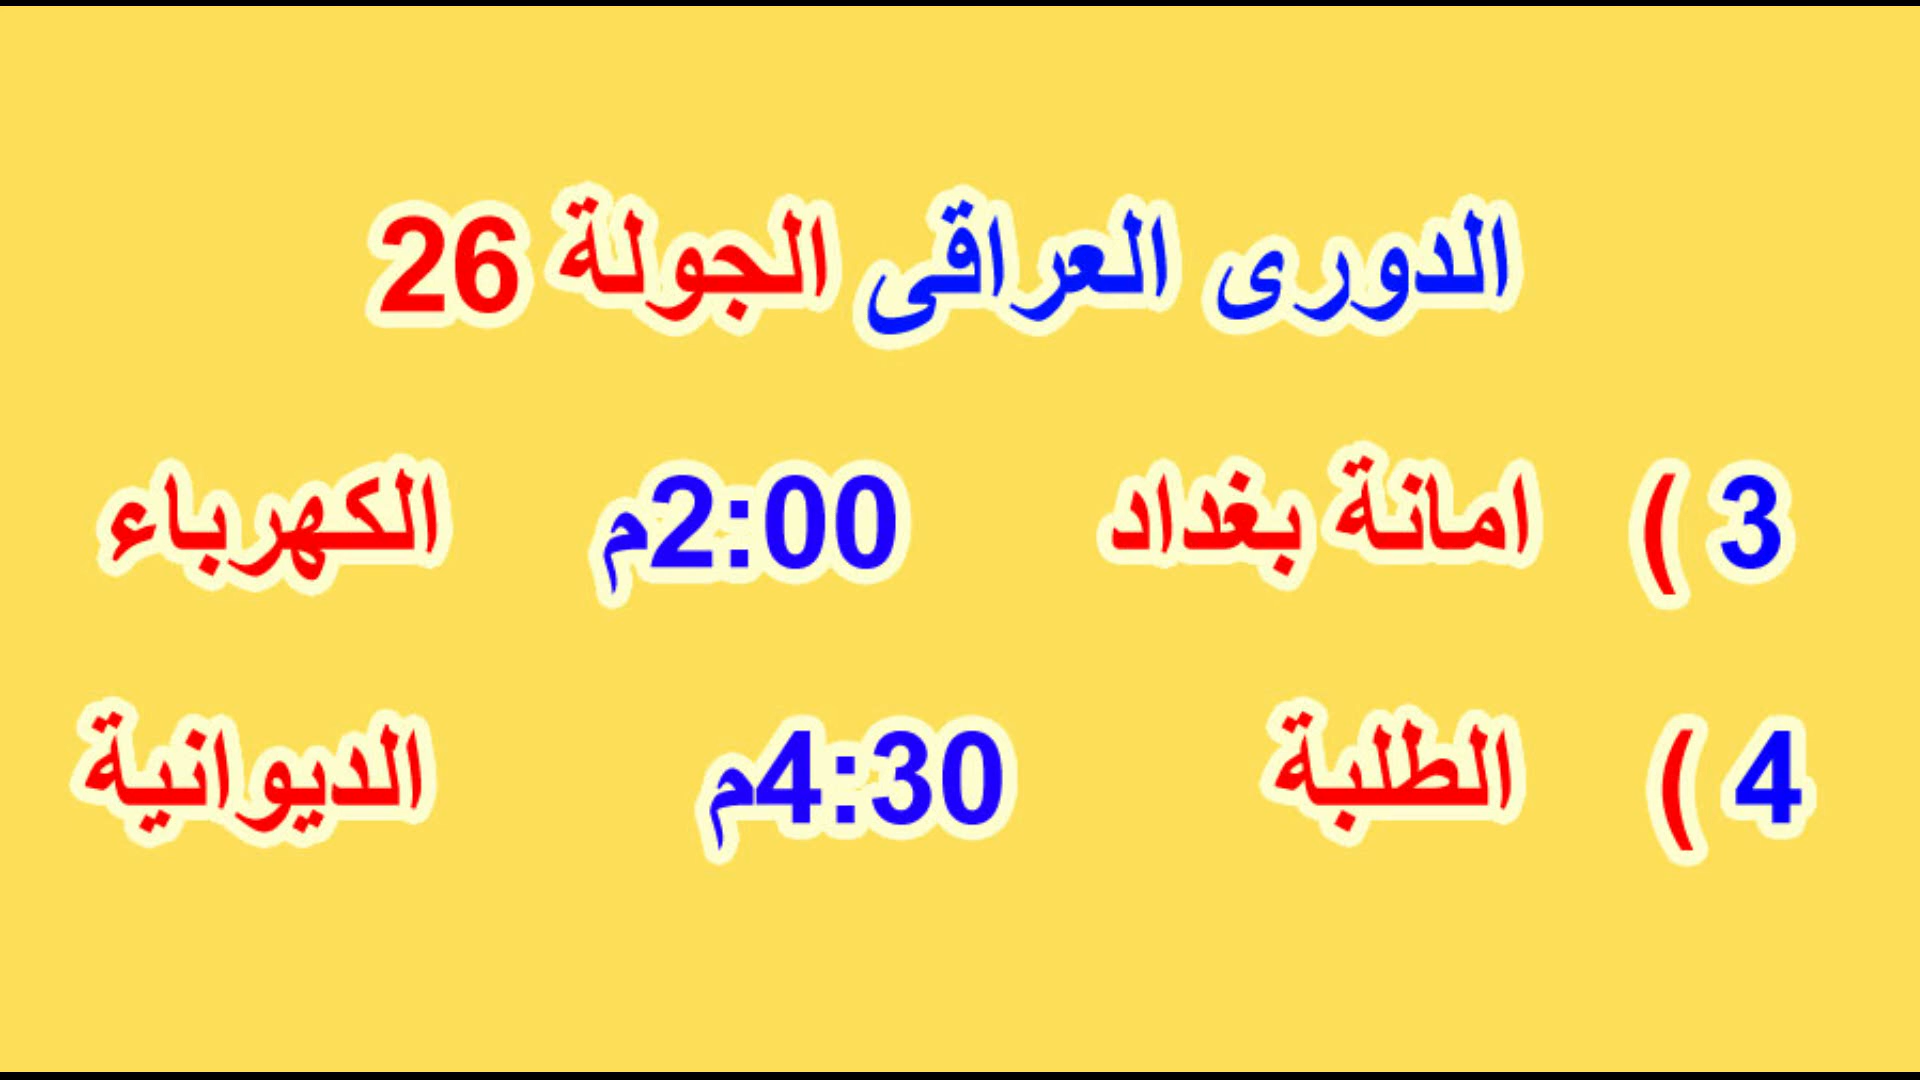 الدورى العراقى الجولة 26
3 ) امانة بغداد 2:00م الكهرباء
4 ) الطلبة 4:30م الديوانية